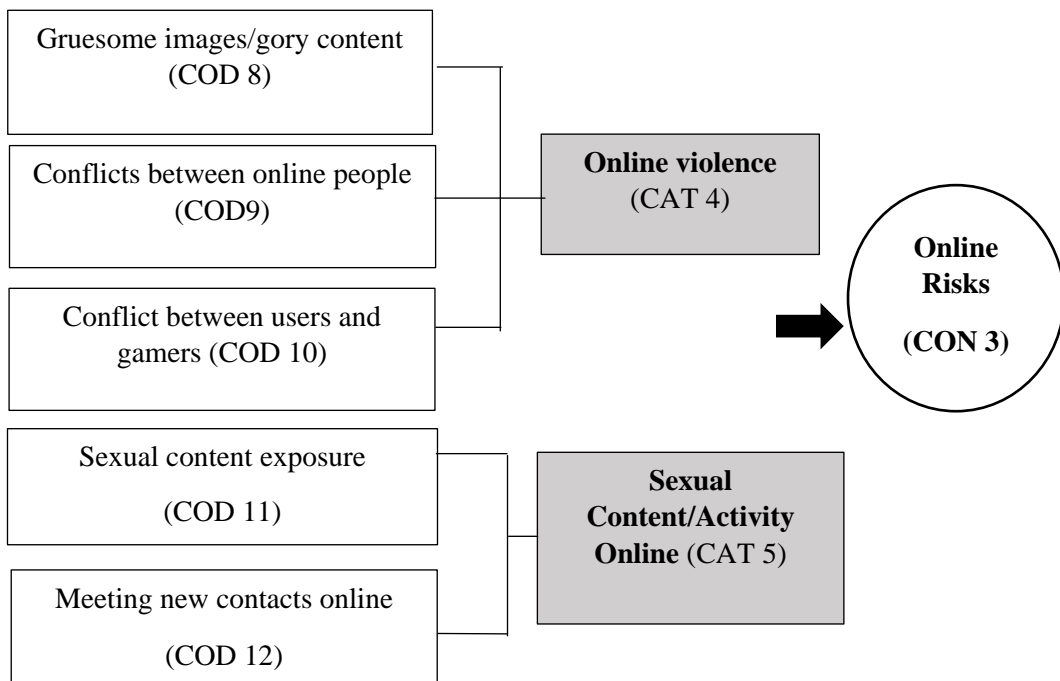 Gruesome images/gory content
(COD 8)
Conflicts between online people
(COD9)
Conflict between users and
gamers (COD 10)
Sexual content exposure
(COD 11)
Meeting new contacts online
(COD 12)
Online violence
(CAT 4)
Sexual
Content/Activity
Online (CAT 5)
Online
Risks
(CON 3)